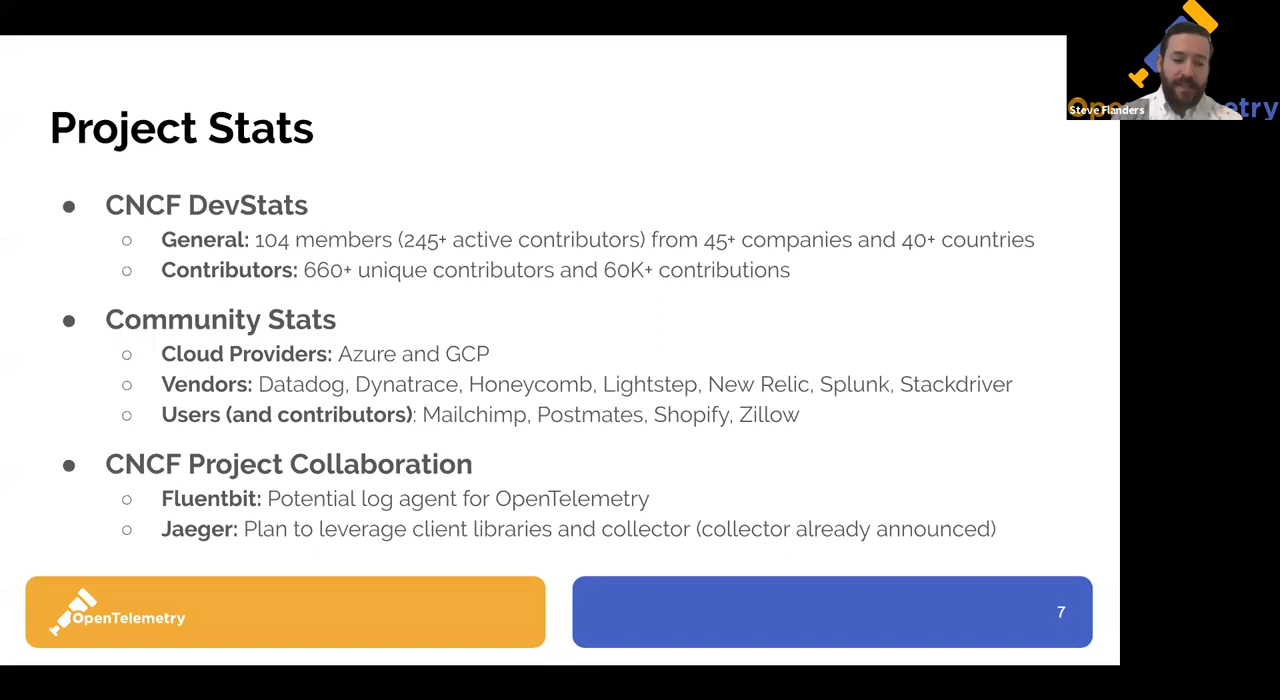 Project Stats
● CNCF DevStats
○ General: 104 members (245+ active contributors) from 45+ companies and 40+ countries
○ Contributors: 660+ unique contributors and 60K+ contributions
● Community Stats
○ Cloud Providers: Azure and GCP
○ Vendors: Datadog, Dynatrace, Honeycomb, Lightstep, New Relic, Splunk, Stackdriver
○ Users (and contributors): Mailchimp, Postmates, Shopify, Zillow
● CNCF Project Collaboration
○ Fluentbit: Potential log agent for OpenTelemetry
○ Jaeger: Plan to leverage client libraries and collector (collector already announced)
OpenTelemetry
7
Steve Flanders